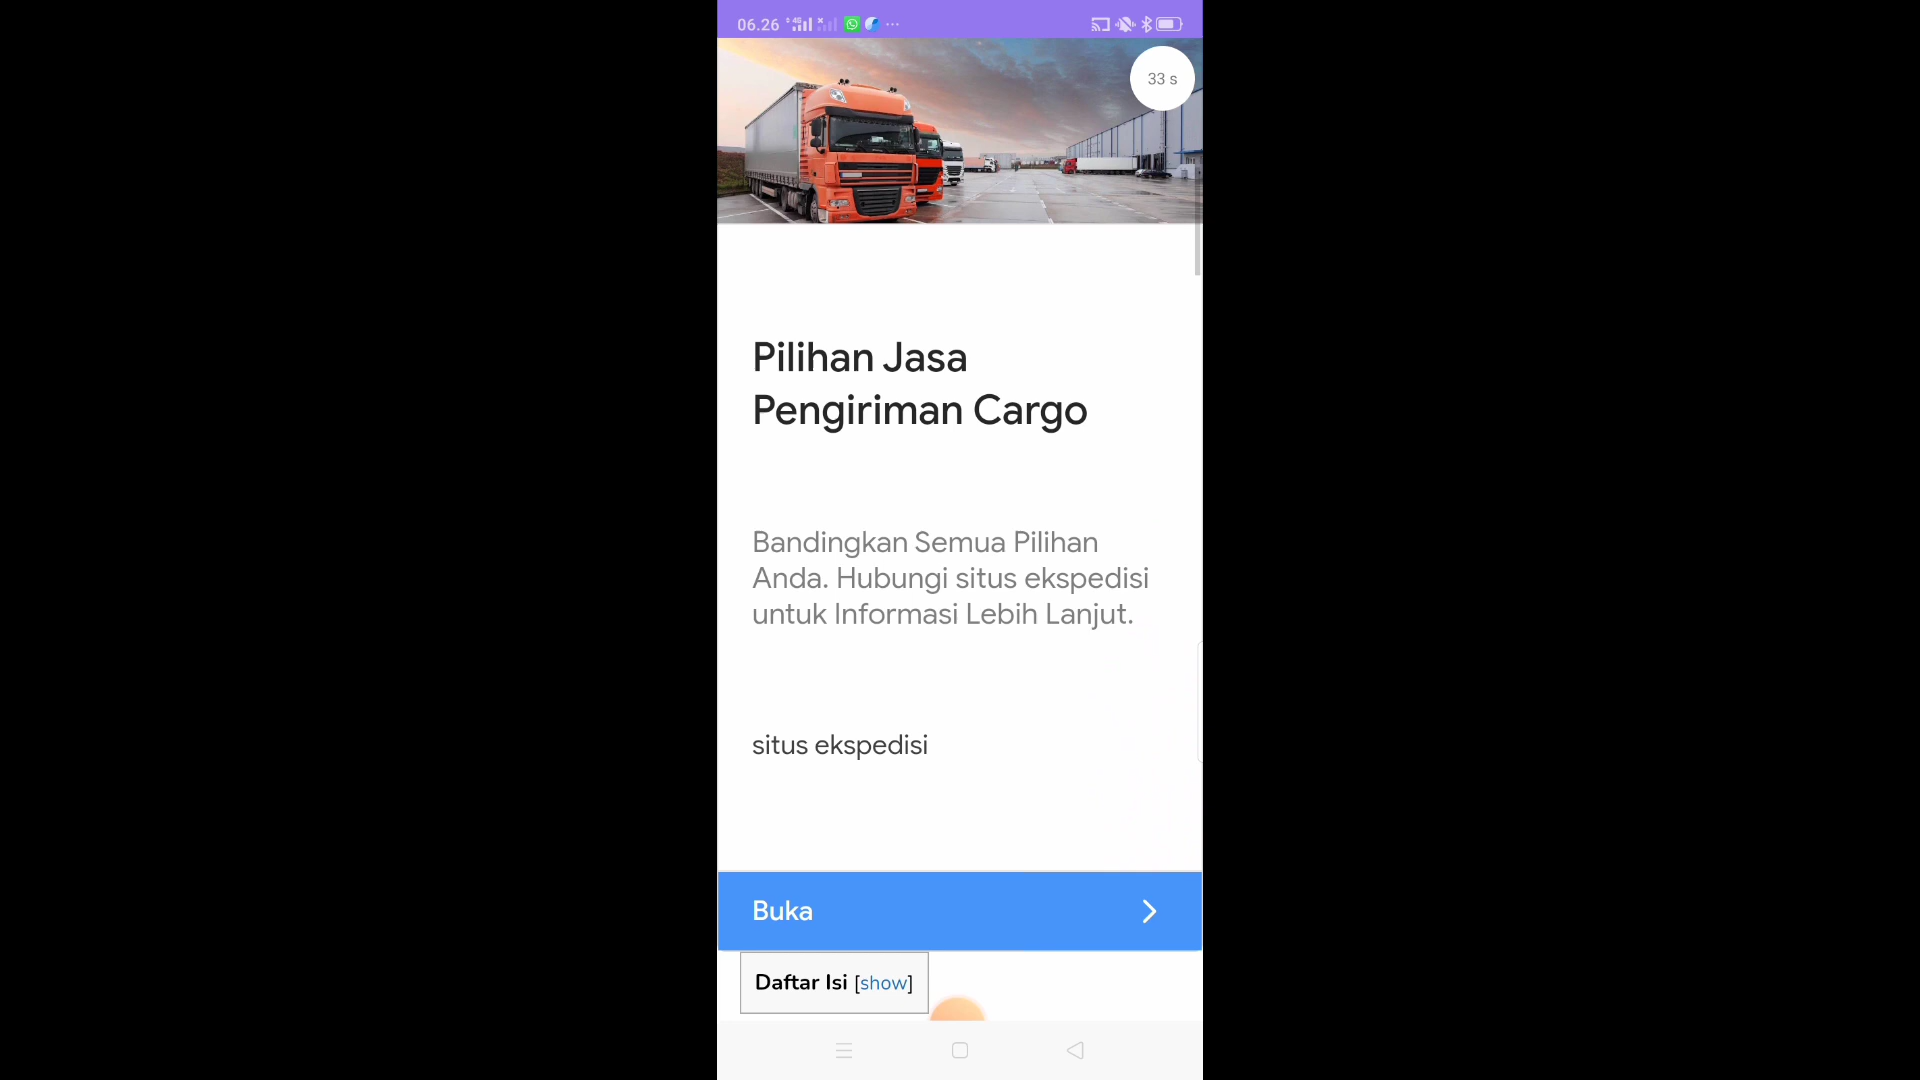 06.26
33 s
Pilihan Jasa
Pengiriman Cargo
Bandingkan Semua Pilihan
Anda. Hubungi situs ekspedisi
untuk Informasi Lebih Lanjut.
situs ekspedisi
Buka
Daftar Isi [show]